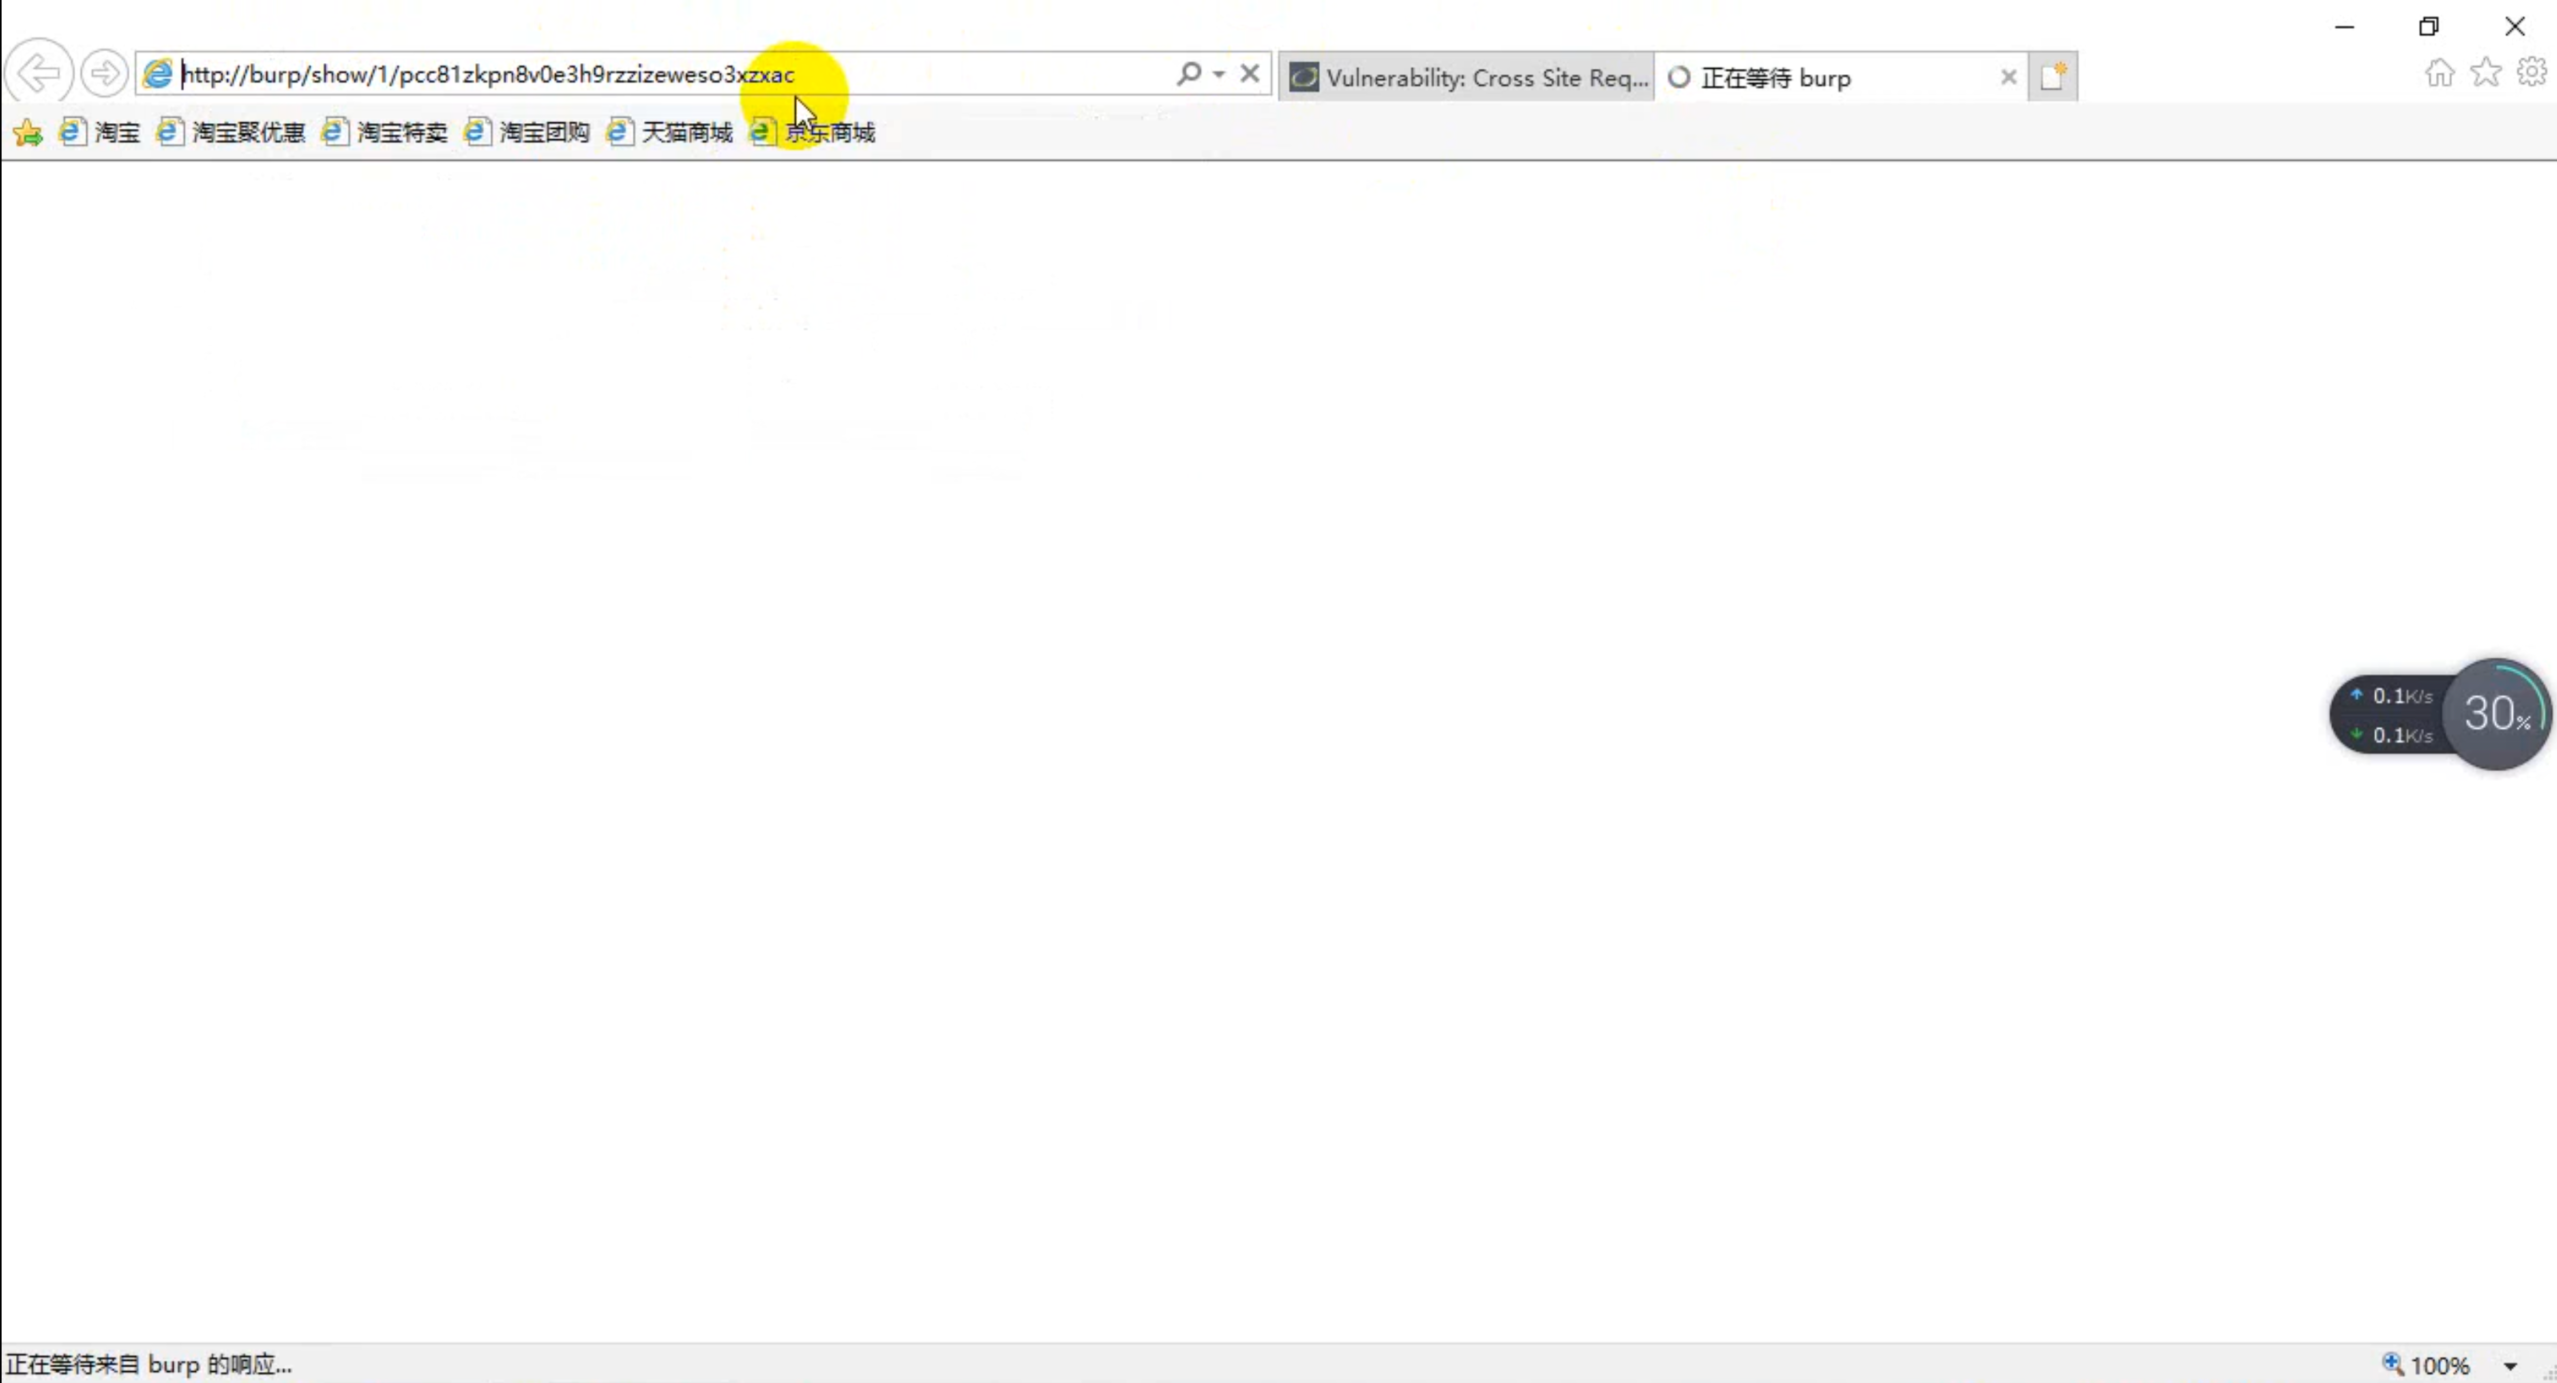 http://burp/show/1/pcc81zkpn8v0e3h9rzzizeweso3xzxac
Vulnerability: Cross Site Req...
正在等待 burp
淘宝 淘宝聚优惠 淘宝特卖 淘宝团购 天猫商城 京东商城
0.1K/s
30%
0.1K/s
正在等待来自 burp 的响应...
100%